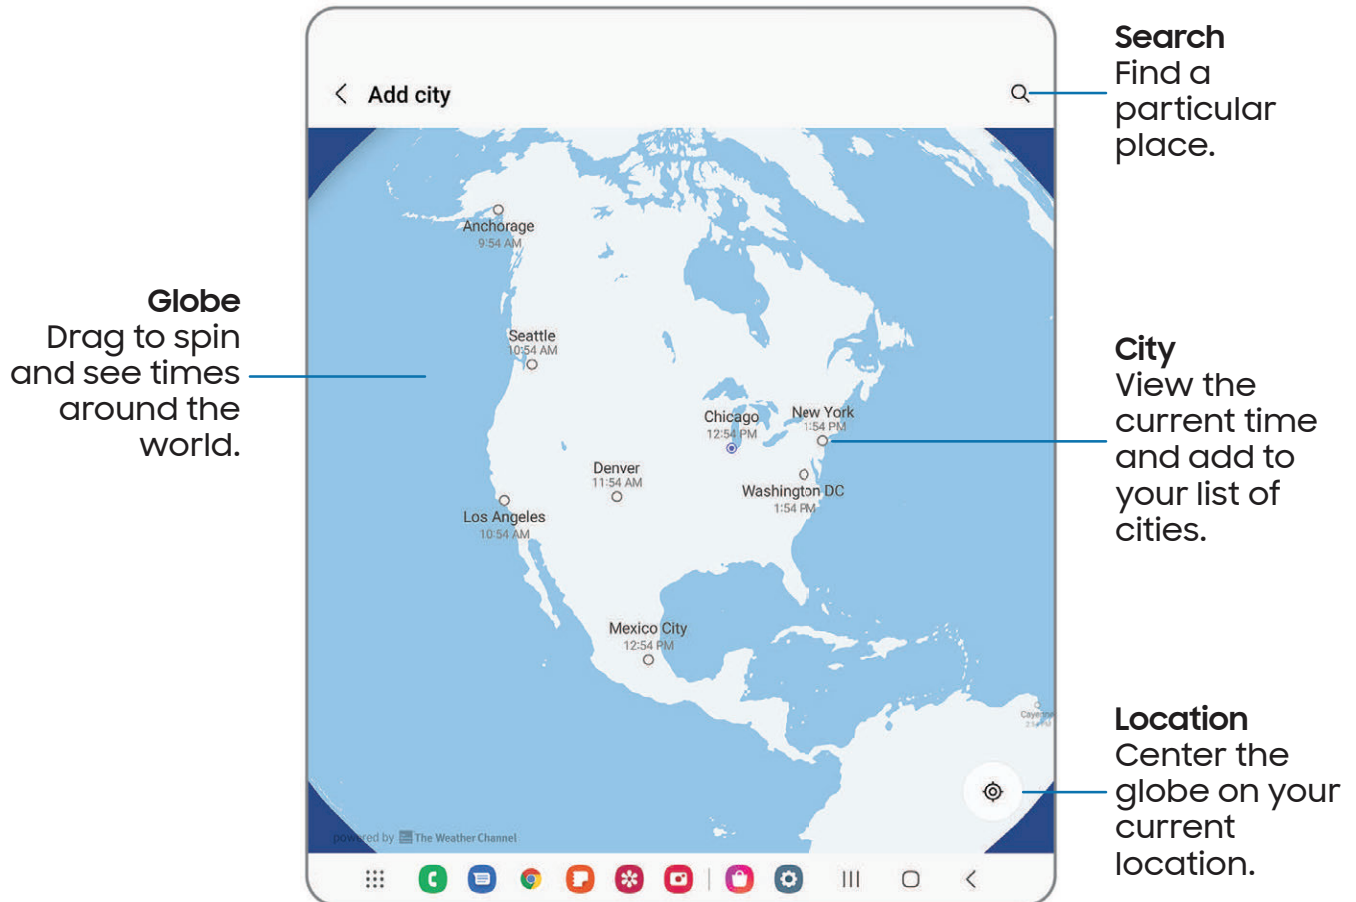 Add city
Search
Find a
particular
place.
Anchorage
9:54 AM
Globe
Drag to spin
and see times
around the
world.
Seattle
10:54 AM
City
View the
current time
and add to
your list of
cities.
Chicago
12:54 PM
New York
1:54 PM
Denver
11:54 AM
Washington DC
1:54 PM
Los Angeles
10:54 AM
Mexico City
12:54 PM
Cayenne
Location
Center the
globe on your
current
location.
powered by The Weather Channel